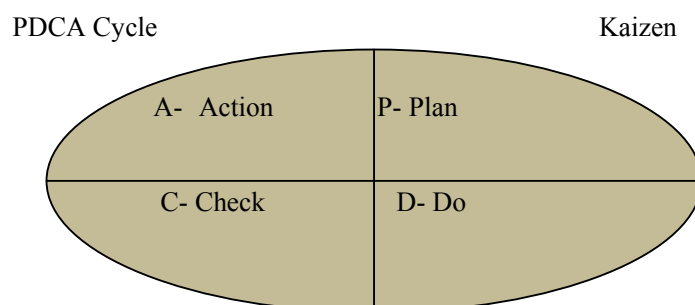 PDCA Cycle Kaizen
A- Action P- Plan
C- Check D- Do